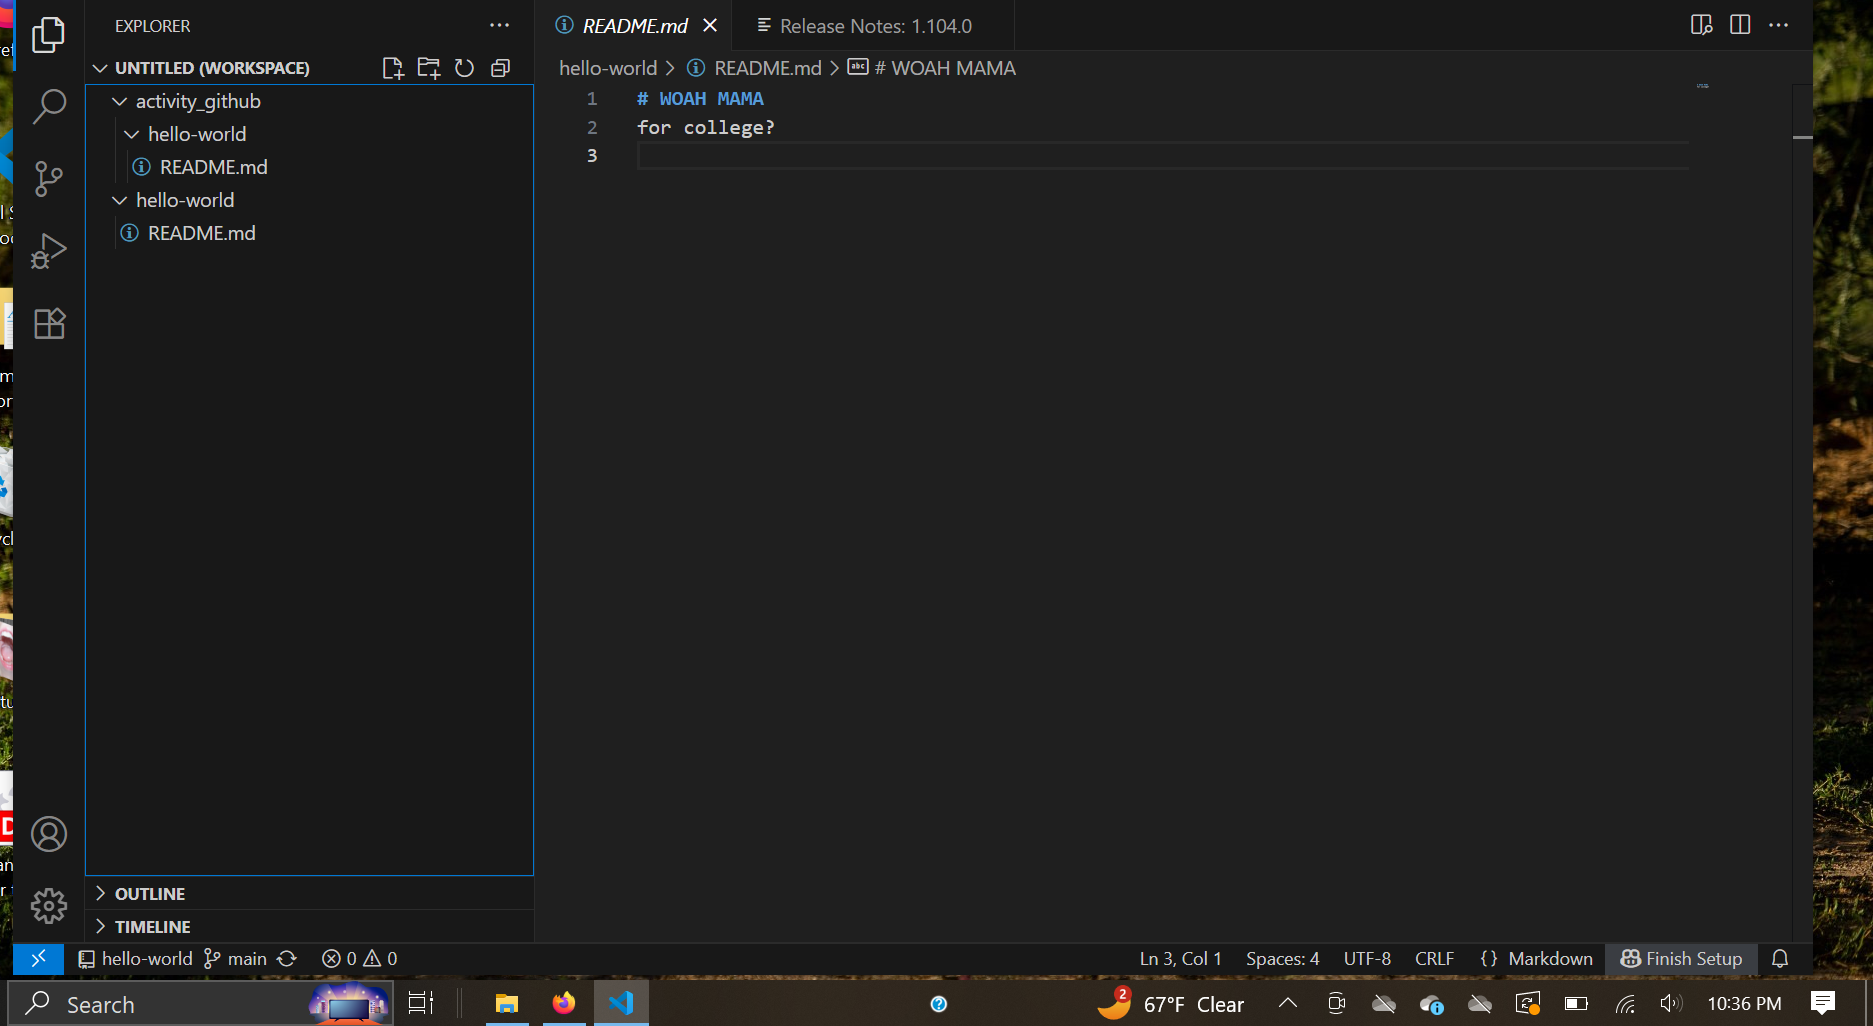 EXPLORER
README.md
Release Notes: 1.104.0
UNTITLED (WORKSPACE)
hello-world > README.md > abc # WOAH MAMA
activity_github
hello-world
README.md
hello-world
README.md
1 # WOAH MAMA
2 for college?
3
OUTLINE
TIMELINE
hello-world main 0 0
Ln 3, Col 1 Spaces: 4 UTF-8 CRLF {} Markdown Finish Setup
Search
2 67°F Clear 10:36 PM